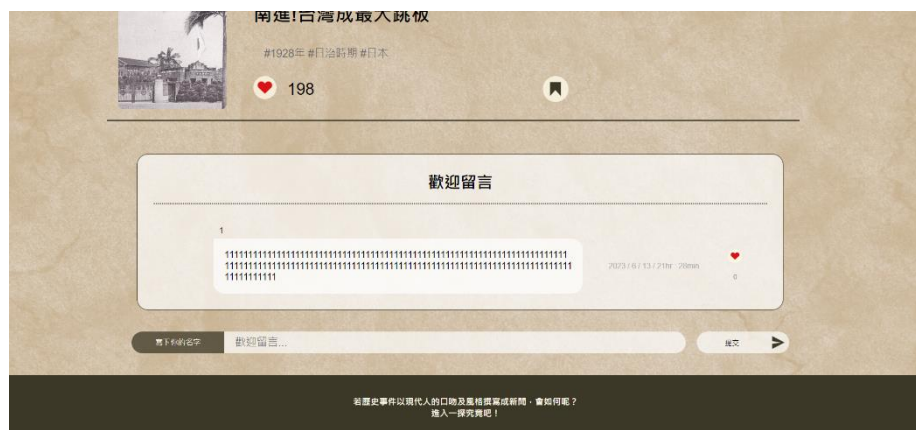 南進!台灣成最大跳板
#1928年 #日治時期 #日本
198
歡迎留言
1
1111111111111111111111111111111111111111111111111111111111111111
11111111111111111111111111111111111111111111111111111111111111111
1111111111
2023 / 6 / 13 / 21hr : 28min
0
寫下你的名字
歡迎留言...
提交
若歷史事件以現代人的口吻及風格撰寫成新聞，會如何呢？
進入一探究竟吧！